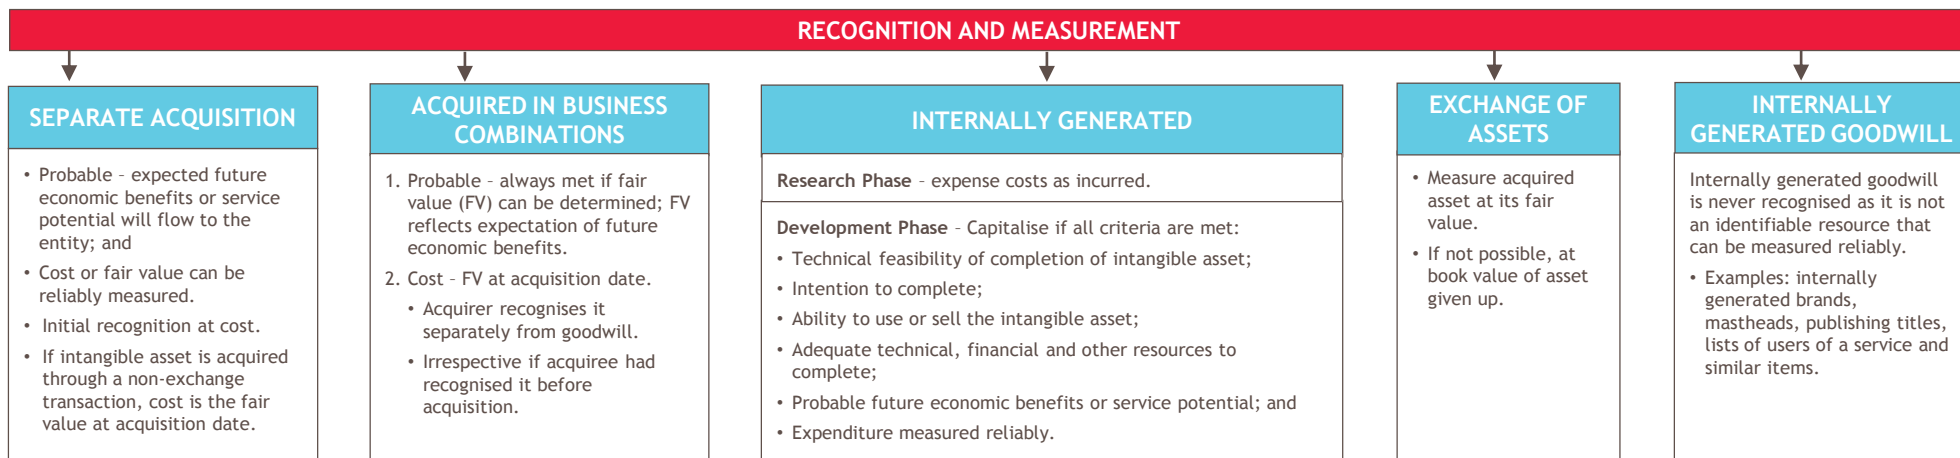 RECOGNITION AND MEASUREMENT
SEPARATE ACQUISITION
• Probable – expected future
economic benefits or service
potential will flow to the
entity; and
• Cost or fair value can be
reliably measured.
• Initial recognition at cost.
• If intangible asset is acquired
through a non-exchange
transaction, cost is the fair
value at acquisition date.
ACQUIRED IN BUSINESS
COMBINATIONS
1. Probable – always met if fair
value (FV) can be determined; FV
reflects expectation of future
economic benefits.
2. Cost – FV at acquisition date.
• Acquirer recognises it
separately from goodwill.
• Irrespective if acquiree had
recognised it before
acquisition.
INTERNALLY GENERATED
Research Phase – expense costs as incurred.
Development Phase – Capitalise if all criteria are met:
• Technical feasibility of completion of intangible asset;
• Intention to complete;
• Ability to use or sell the intangible asset;
• Adequate technical, financial and other resources to
complete;
• Probable future economic benefits or service potential; and
• Expenditure measured reliably.
EXCHANGE OF
ASSETS
• Measure acquired
asset at its fair
value.
• If not possible, at
book value of asset
given up.
INTERNALLY
GENERATED GOODWILL
Internally generated goodwill
is never recognised as it is not
an identifiable resource that
can be measured reliably.
• Examples: internally
generated brands,
mastheads, publishing titles,
lists of users of a service and
similar items.